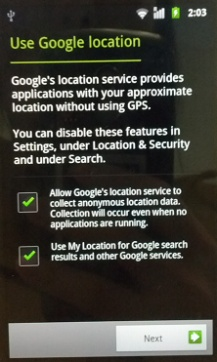 2:03
Use Google location
Google's location service provides
applications with your approximate
location without using GPS.
You can disable these features in
Settings, under Location & Security
and under Search.
Allow Google's location service to
collect anonymous location data.
Collection will occur even when no
applications are running.
Use My Location for Google search
results and other Google services.
Next